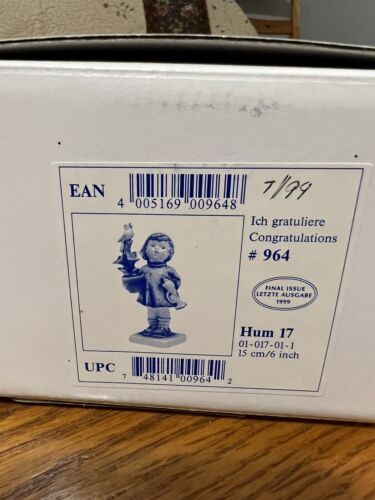 EAN
4 005169 009648
7/99
Ich gratuliere
Congratulations
# 964
FINAL ISSUE
LETZTE AUSGABE
1999
Hum 17
01-017-01-1
15 cm/6 inch
UPC
7 48141 00964 2